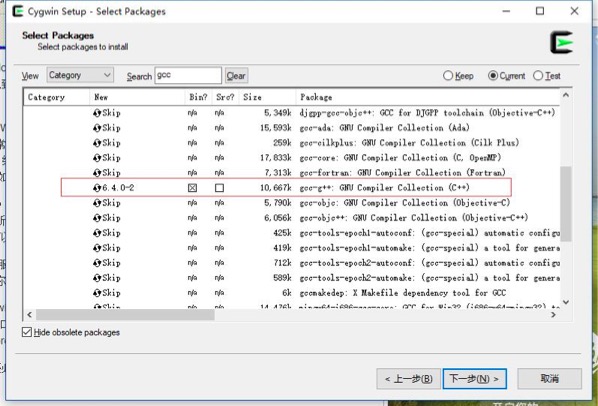 Cygwin Setup - Select Packages
Select Packages
Select packages to install
View Category Search gcc Clear Keep Current Test
Category New Bin? Src? Size Package
Skip n/a n/a 5,349k djgpp-gcc-objc++: GCC for DJGPP toolchain (Objective-C++)
Skip n/a n/a 15,593k gcc-ada: GNU Compiler Collection (Ada)
Skip n/a n/a 259k gcc-cilkplus: GNU Compiler Collection (Cilk Plus)
Skip n/a n/a 17,833k gcc-core: GNU Compiler Collection (C, OpenMP)
Skip n/a n/a 7,313k gcc-fortran: GNU Compiler Collection (Fortran)
6.4.0-2 10,667k gcc-g++: GNU Compiler Collection (C++)
Skip n/a n/a 5,790k gcc-objc: GNU Compiler Collection (Objective-C)
Skip n/a n/a 6,056k gcc-objc++: GNU Compiler Collection (Objective-C++)
Skip n/a n/a 425k gcc-tools-epoch1-autoconf: (gcc-special) automatic configu
Skip n/a n/a 419k gcc-tools-epoch1-automake: (gcc-special) a tool for genera
Skip n/a n/a 712k gcc-tools-epoch2-autoconf: (gcc-special) automatic configu
Skip n/a n/a 589k gcc-tools-epoch2-automake: (gcc-special) a tool for genera
Skip n/a n/a 6k gccmakedep: X Makefile dependency tool for GCC
Skip n/a n/a 14,476k
Hide obsolete packages
< 上一步(B) 下一步(N) > 取消